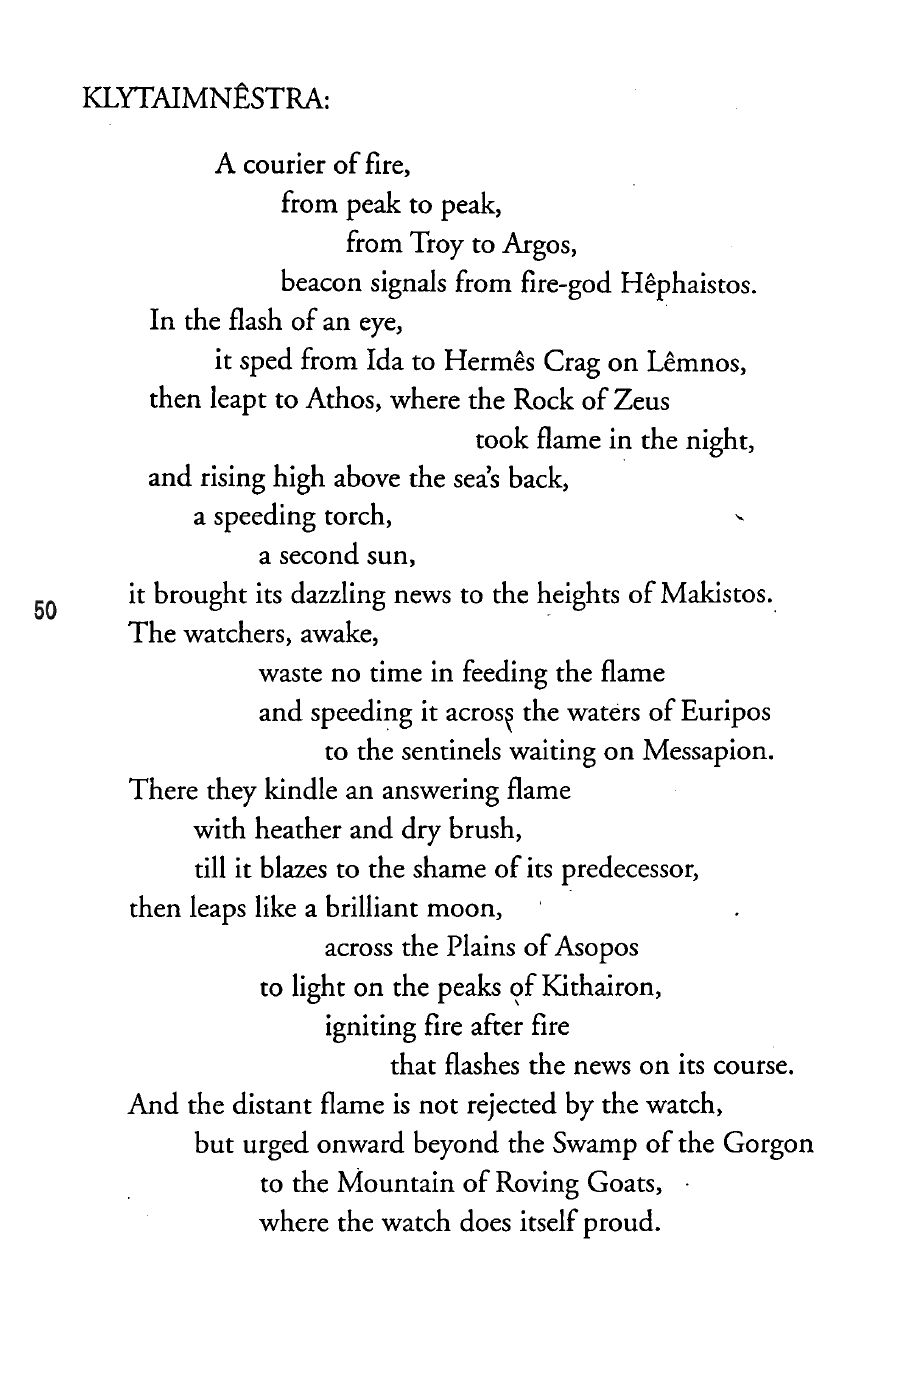 KLYTAIMNÊSTRA:
A courier of fire,
from peak to peak,
from Troy to Argos,
beacon signals from fire-god Hêphaistos.
In the flash of an eye,
it sped from Ida to Hermês Crag on Lêmnos,
then leapt to Athos, where the Rock of Zeus
took flame in the night,
and rising high above the sea's back,
a speeding torch,
a second sun,
it brought its dazzling news to the heights of Makistos.
50
The watchers, awake,
waste no time in feeding the flame
and speeding it across the waters of Euripos
to the sentinels waiting on Messapion.
There they kindle an answering flame
with heather and dry brush,
till it blazes to the shame of its predecessor,
then leaps like a brilliant moon,
across the Plains of Asopos
to light on the peaks of Kithairon,
igniting fire after fire
that flashes the news on its course.
And the distant flame is not rejected by the watch,
but urged onward beyond the Swamp of the Gorgon
to the Mountain of Roving Goats,
where the watch does itself proud.